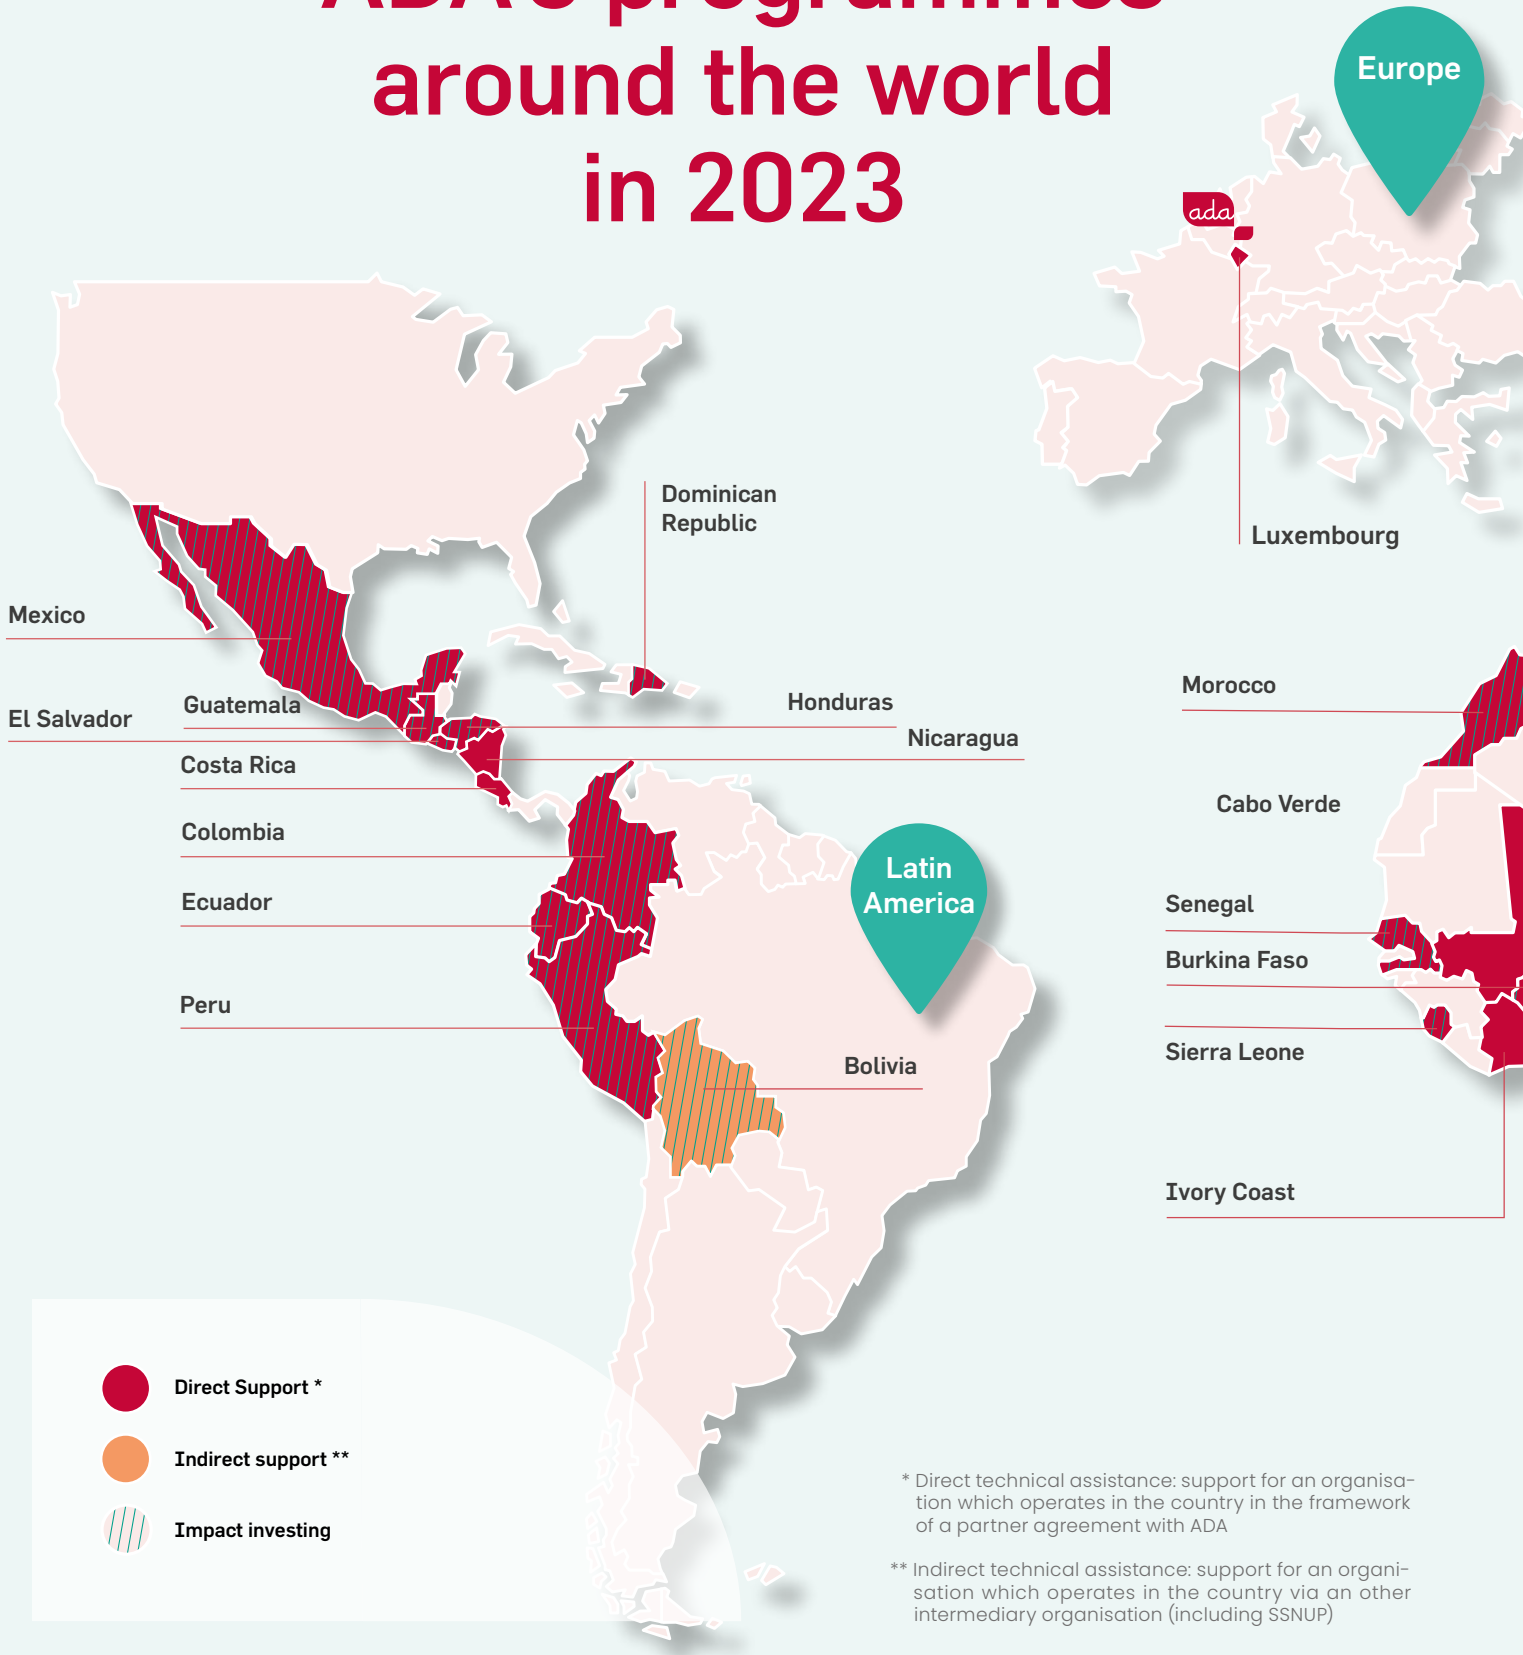 ADA's programmes
around the world
in 2023
Europe
ada
Luxembourg
Dominican
Republic
Mexico
Guatemala
El Salvador
Honduras
Nicaragua
Costa Rica
Colombia
Ecuador
Peru
Latin
America
Bolivia
Morocco
Cabo Verde
Senegal
Burkina Faso
Sierra Leone
Ivory Coast
Direct Support *
Indirect support **
Impact investing
* Direct technical assistance: support for an organisa-
tion which operates in the country in the framework
of a partner agreement with ADA
** Indirect technical assistance: support for an organi-
sation which operates in the country via an other
intermediary organisation (including SSNUP)